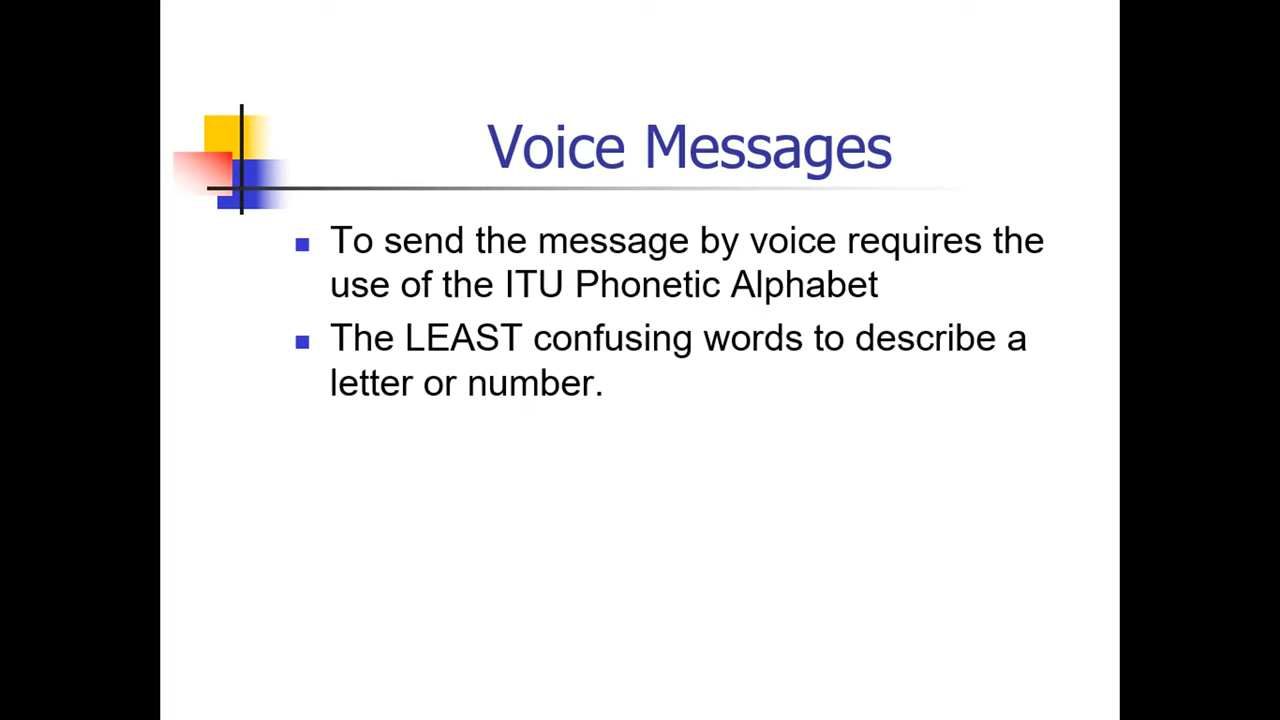 Voice Messages
To send the message by voice requires the
use of the ITU Phonetic Alphabet
The LEAST confusing words to describe a
letter or number.